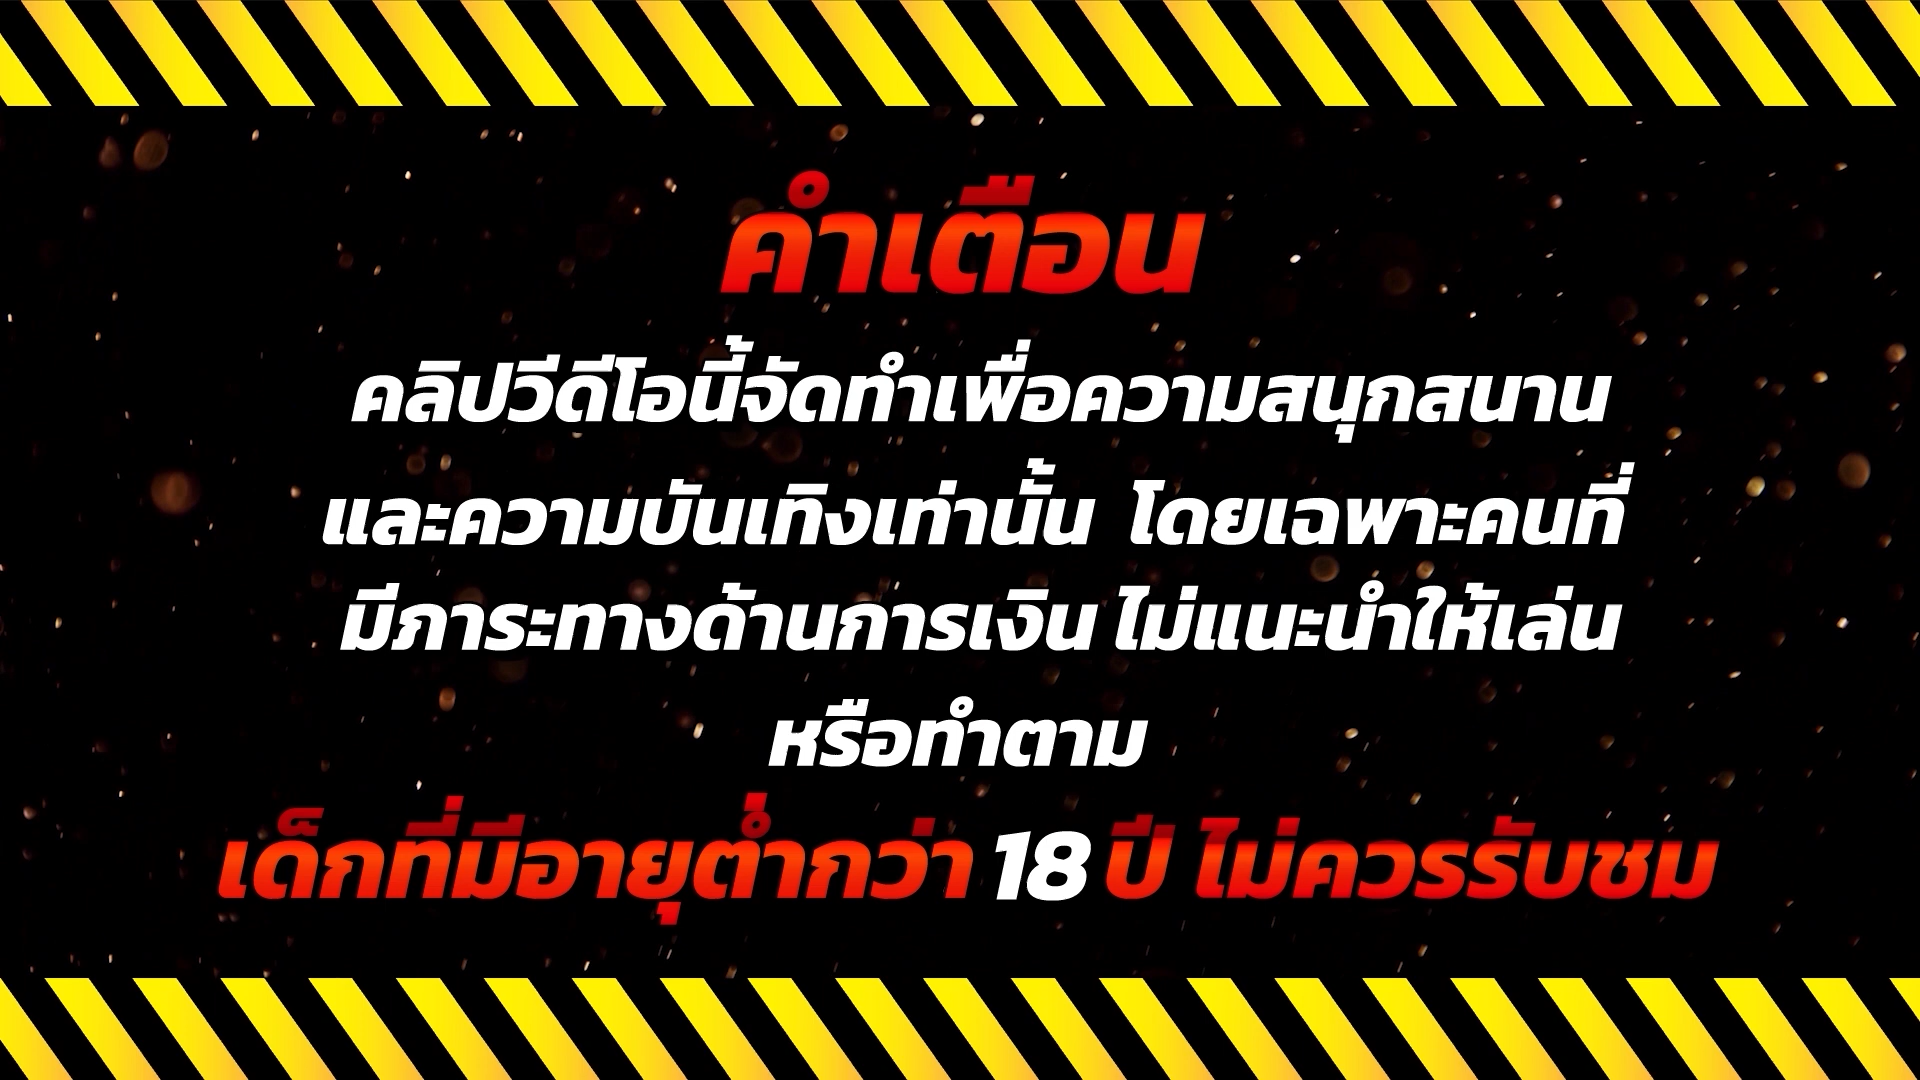 คำเตือน
คลิปวีดีโอนี้จัดทำเพื่อความสนุกสนาน
และความบันเทิงเท่านั้น โดยเฉพาะคนที่
มีภาระทางด้านการเงิน ไม่แนะนำให้เล่น
หรือทำตาม
เด็กที่มีอายุต่ำกว่า 18 ปี ไม่ควรรับชม